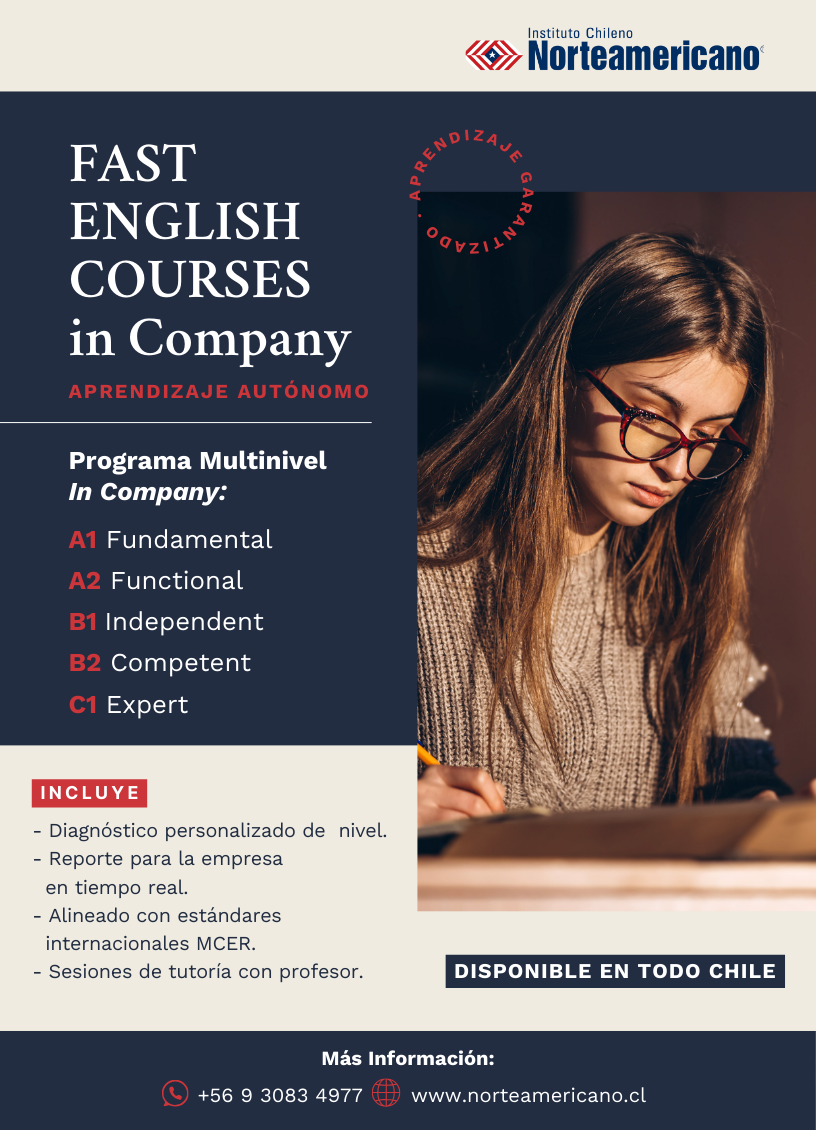 Instituto Chileno
Norteamericano
FAST
ENGLISH
COURSES
in Company
APRENDIZAJE GARANTIZADO ·
APRENDIZAJE AUTÓNOMO
Programa Multinivel
In Company:
A1 Fundamental
A2 Functional
B1 Independent
B2 Competent
C1 Expert
INCLUYE
- Diagnóstico personalizado de  nivel.
- Reporte para la empresa
en tiempo real.
- Alineado con estándares
internacionales MCER.
- Sesiones de tutoría con profesor.
DISPONIBLE EN TODO CHILE
Más Información:
+56 9 3083 4977 www.norteamericano.cl